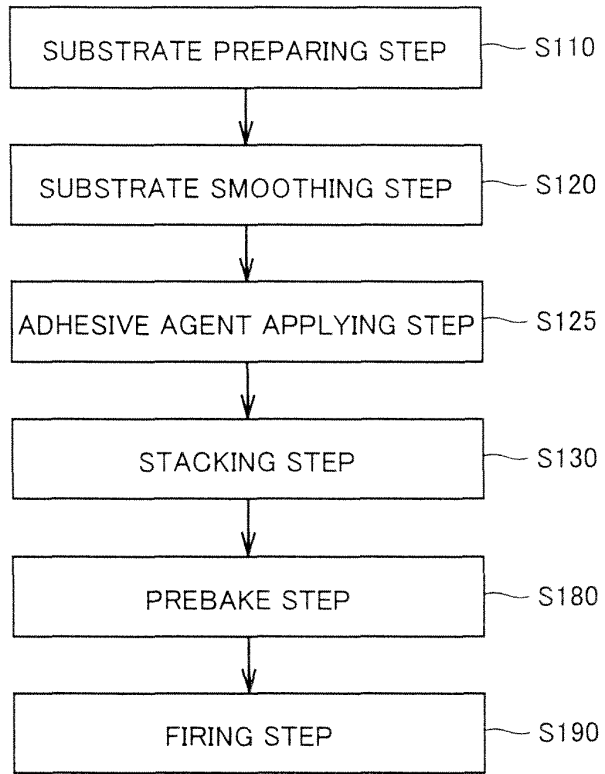 SUBSTRATE PREPARING STEP S110
SUBSTRATE SMOOTHING STEP S120
ADHESIVE AGENT APPLYING STEP S125
STACKING STEP S130
PREBAKE STEP S180
FIRING STEP S190